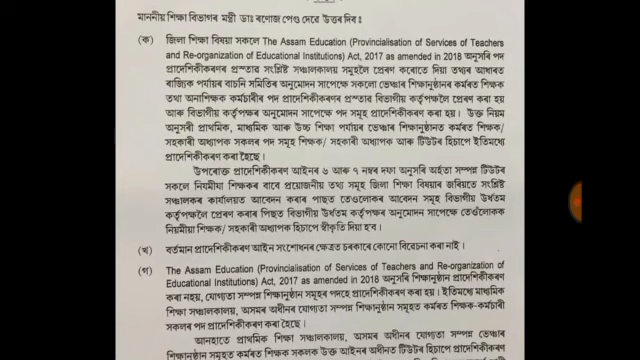 মাননীয় শিক্ষা বিভাগৰ মন্ত্ৰী ডাঃ ৰণোজ পেগু দেৱে উত্তৰ দিবঃ
(ক) জিলা শিক্ষা বিষয়া সকলে The Assam Education (Provincialisation of Services of Teachers
and Re-organization of Educational Institutions) Act, 2017 as amended in 2018 অনুসৰি পদ
প্ৰাদেশিকীকৰণৰ প্ৰস্তাৱ সংশ্লিষ্ট সঞ্চালকালয় সমূহলৈ প্ৰেৰণ কৰোতে দিয়া তথ্যৰ আধাৰত
ৰাজ্যিক পৰ্যায়ৰ বাচনি সমিতিৰ অনুমোদন সাপেক্ষে সকলো ভেঞ্চাৰ শিক্ষানুষ্ঠানৰ কৰ্মৰত শিক্ষক
তথা অনাশিক্ষক কৰ্মচাৰীৰ পদ প্ৰাদেশিকীকৰণৰ প্ৰস্তাৱ বিভাগীয় কৰ্তৃপক্ষলৈ প্ৰেৰণ কৰা হয়
আৰু বিভাগীয় কৰ্তৃপক্ষৰ অনুমোদন সাপেক্ষে পদ সমূহ প্ৰাদেশিকীকৰণ কৰা হয়। উক্ত নিয়ম
অনুসৰী প্ৰাথমিক, মাধ্যমিক আৰু উচ্চ শিক্ষা পৰ্যায়ৰ ভেঞ্চাৰ শিক্ষানুষ্ঠানত কৰ্মৰত শিক্ষক/
সহকাৰী অধ্যাপক সকলৰ পদ সমূহ শিক্ষক/ সহকাৰী অধ্যাপক আৰু টিউটৰ হিচাপে ইতিমধ্যে
প্ৰাদেশিকীকৰণ কৰা হৈছে।
উপৰোক্ত প্ৰাদেশিকীকৰণ আইনৰ ৬ আৰু ৭ নম্বৰ দফা অনুসৰি অৰ্হতা সম্পন্ন টিউটৰ
সকলে নিয়মীয়া শিক্ষকৰ বাবে প্ৰয়োজনীয় তথ্য সমূহ জিলা শিক্ষা বিষয়াৰ জৰিয়তে সংশ্লিষ্ট
সঞ্চালকৰ কাৰ্যালয়ত আবেদন কৰাৰ পাছত তেওলোকৰ আবেদন সমূহ বিভাগীয় উৰ্ধতম
কৰ্তৃপক্ষলৈ প্ৰেৰণ কৰাৰ পিছত বিভাগীয় উৰ্ধতম কৰ্তৃপক্ষৰ অনুমোদন সাপেক্ষে তেওঁলোকক
নিয়মীয়া শিক্ষক/ সহকাৰী অধ্যাপক হিচাপে স্বীকৃতি দিয়া হ'ব।
(খ) বৰ্তমান প্ৰাদেশিকীকৰণ আইন সংশোধনৰ ক্ষেত্ৰত চৰকাৰে কোনো বিবেচনা কৰা নাই।
(গ) The Assam Education (Provincialisation of Services of Teachers and Re-organization of
Educational Institutions) Act, 2017 as amended in 2018 অনুসৰি শিক্ষানুষ্ঠান প্ৰাদেশিকীকৰণ
কৰা নহয়, যোগ্যতা সম্পন্ন শিক্ষানুষ্ঠান সমূহৰ পদহে প্ৰাদেশিকীকৰণ কৰা হয়। ইতিমধ্যে মাধ্যমিক
শিক্ষা সঞ্চালকালয়, অসমৰ অধীনৰ যোগ্যতা সম্পন্ন শিক্ষানুষ্ঠান সমূহত কৰ্মৰত শিক্ষক-কৰ্মচাৰী
সকলৰ পদ প্ৰাদেশিকীকৰণ কৰা হৈছে।
আনহাতে প্ৰাথমিক শিক্ষা সঞ্চালকালয়, অসমৰ অধীনৰ যোগ্যতা সম্পন্ন ভেঞ্চাৰ
শিক্ষানুষ্ঠান সমূহত কৰ্মৰত শিক্ষক সকলক উক্ত আইনৰ অধীনত টিউটৰ হিচাপে প্ৰাদেশিকীকৰণ